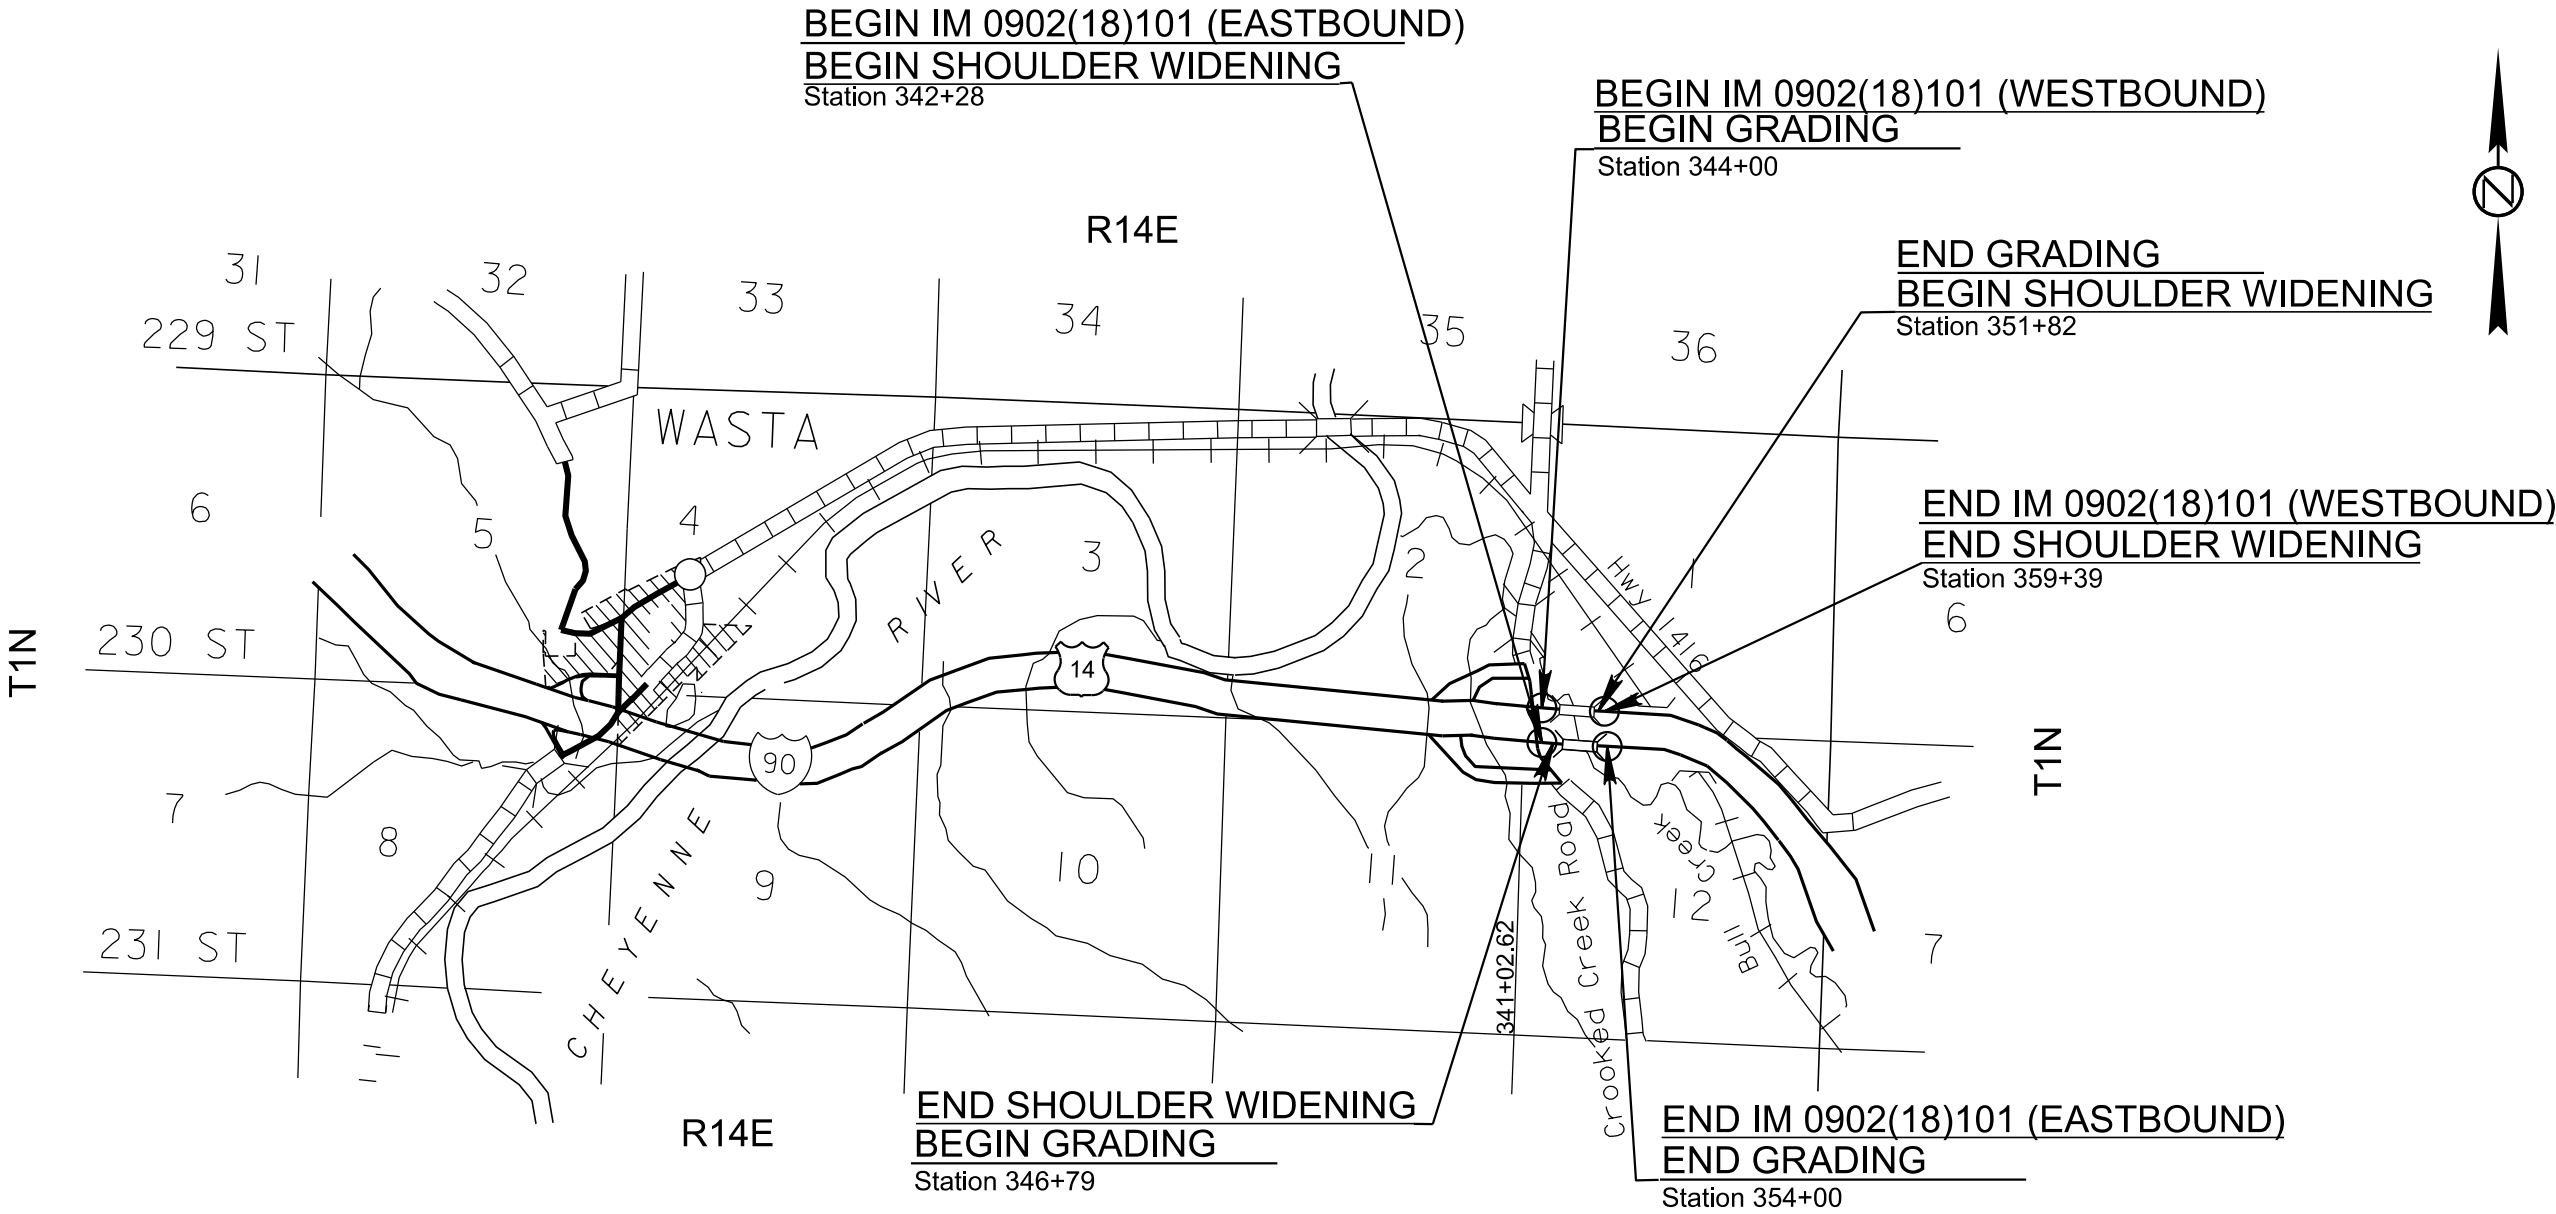 BEGIN IM 0902(18)101 (EASTBOUND)
BEGIN SHOULDER WIDENING
Station 342+28
BEGIN IM 0902(18)101 (WESTBOUND)
BEGIN GRADING
Station 344+00
N
R14E
END GRADING
BEGIN SHOULDER WIDENING
Station 351+82
31
32
33
34
35
36
229 ST
WASTA
6
5
4
3
2
1
6
END IM 0902(18)101 (WESTBOUND)
END SHOULDER WIDENING
Station 359+39
Hwy 1416
CHEYENNE RIVER
T1N
230 ST
14
90
T1N
7
8
9
10
11
12
7
Crooked Creek Road
Bull Creek
231 ST
341+02.62
END SHOULDER WIDENING
BEGIN GRADING
Station 346+79
R14E
END IM 0902(18)101 (EASTBOUND)
END GRADING
Station 354+00